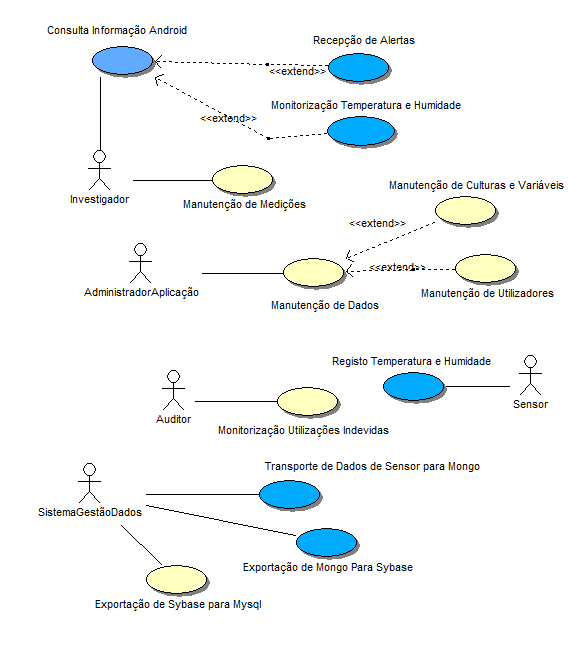 Consulta Informação Android
Recepção de Alertas
<<extend>>
Monitorização Temperatura e Humidade
<<extend>>
Investigador
Manutenção de Medições
Manutenção de Culturas e Variáveis
<<extend>>
AdministradorAplicação
<<extend>>
Manutenção de Dados
Manutenção de Utilizadores
Registo Temperatura e Humidade
Sensor
Auditor
Monitorização Utilizações Indevidas
Transporte de Dados de Sensor para Mongo
SistemaGestãoDados
Exportação de Mongo Para Sybase
Exportação de Sybase para Mysql